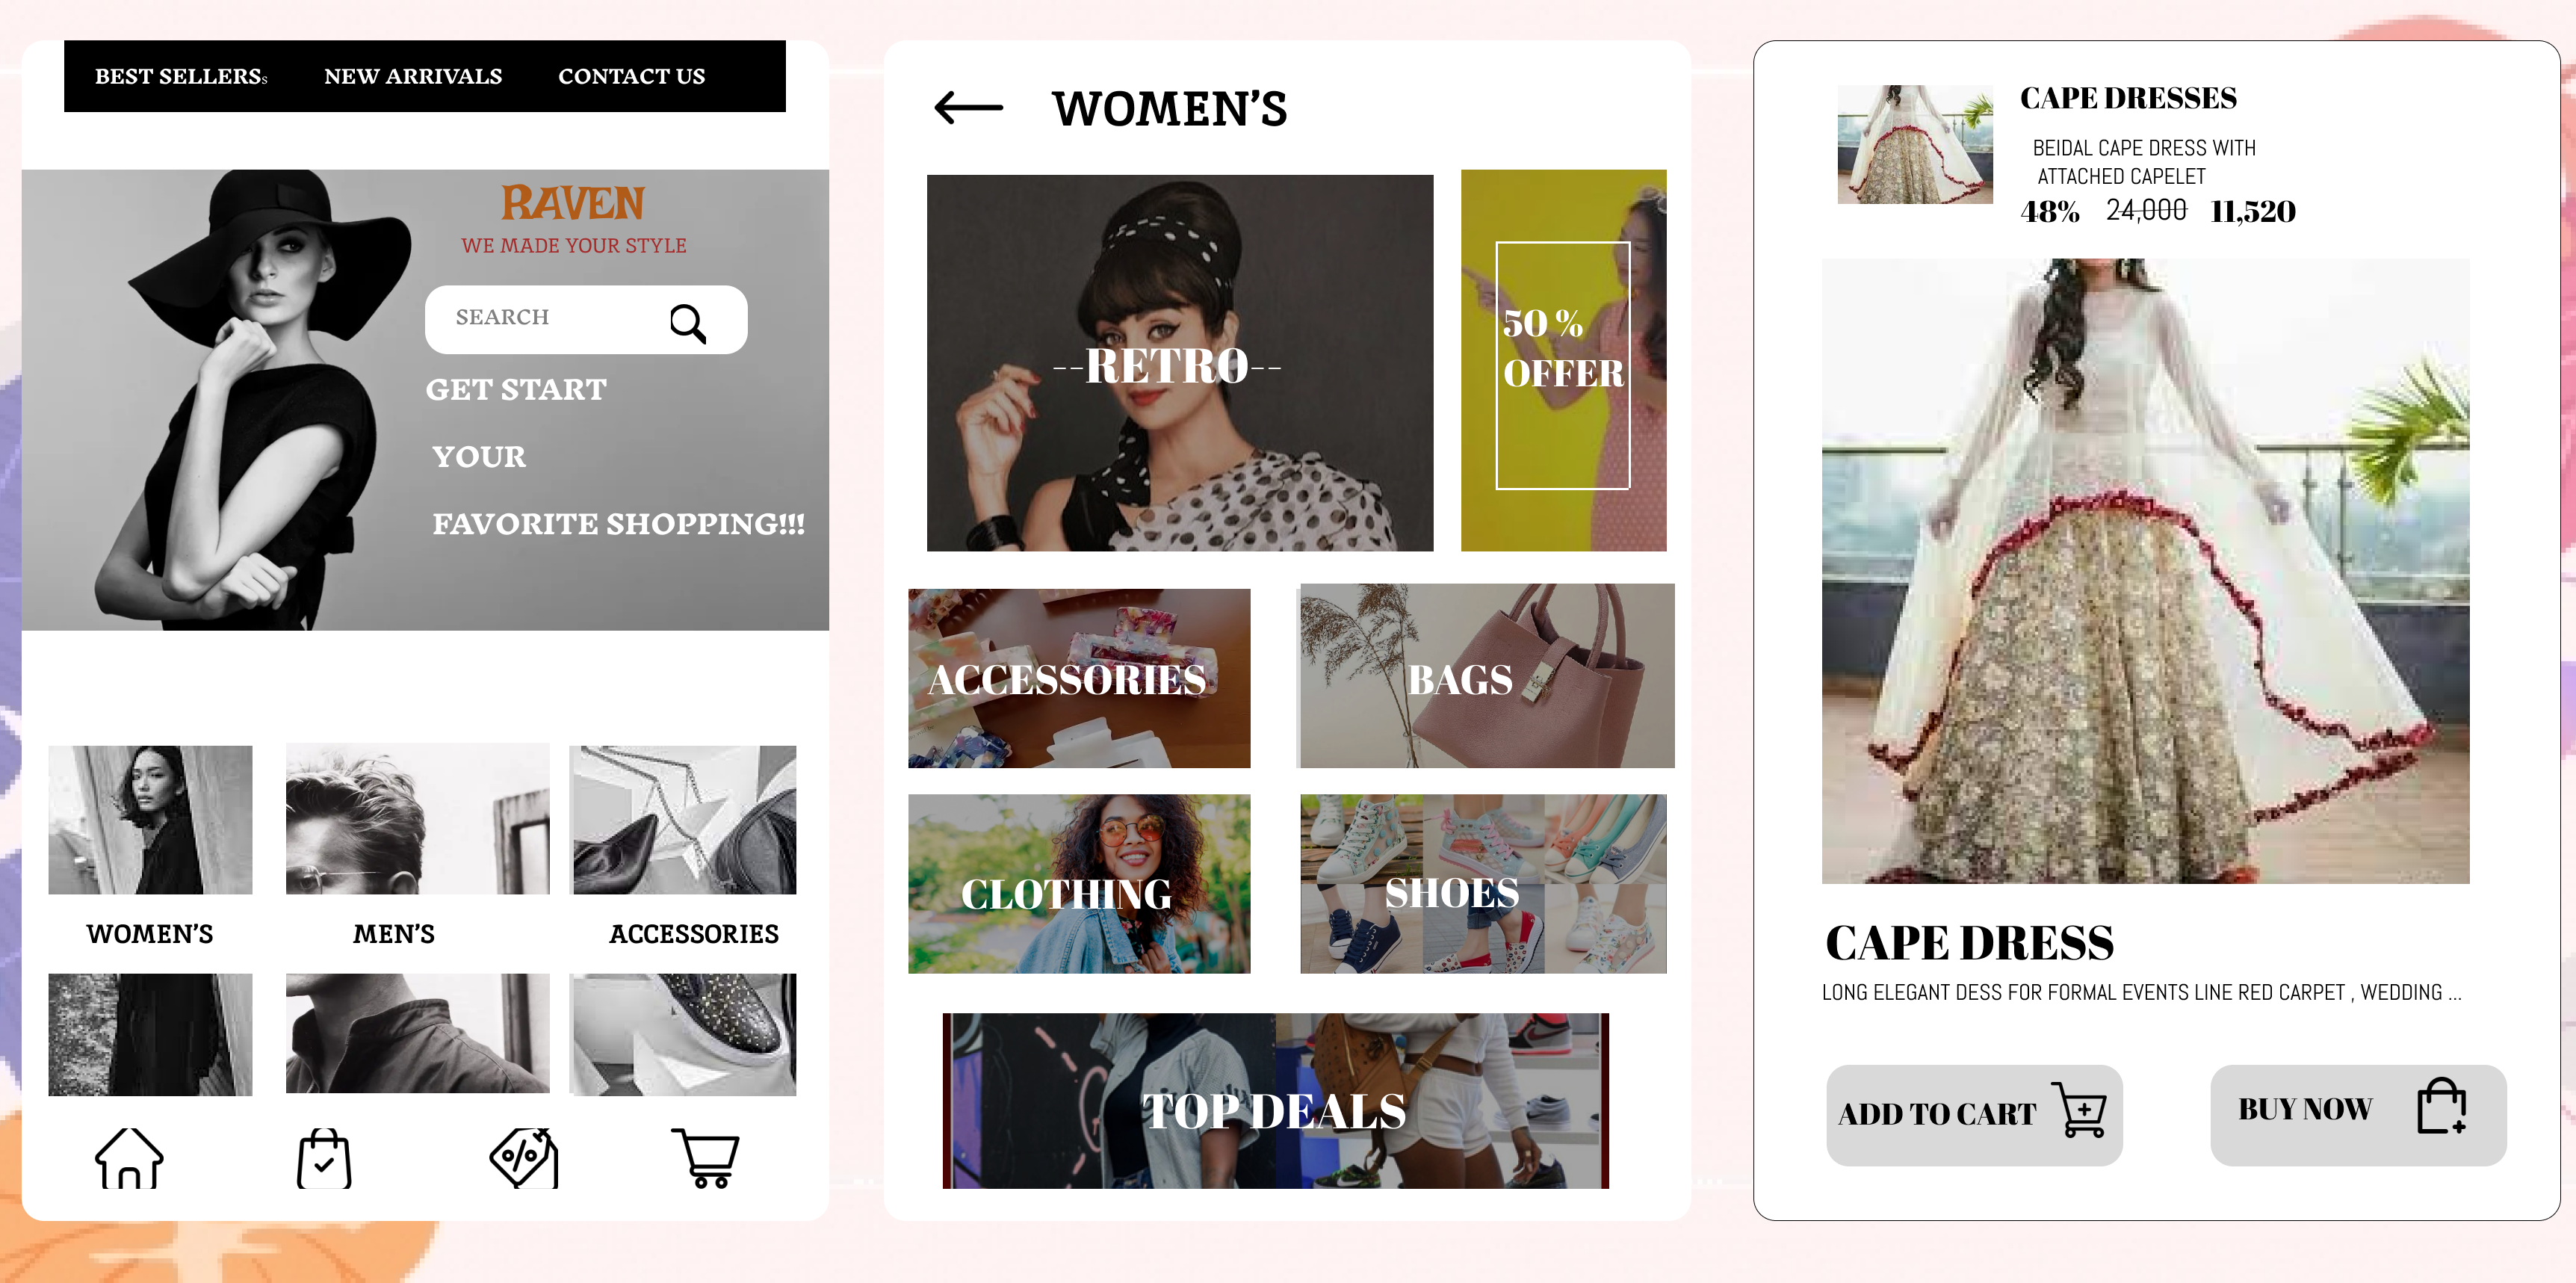 BEST SELLERSs NEW ARRIVALS CONTACT US
RAVEN
WE MADE YOUR STYLE
SEARCH
GET START
YOUR
FAVORITE SHOPPING!!!
WOMEN'S MEN'S ACCESSORIES
WOMEN'S
--RETRO--
50 %
OFFER
ACCESSORIES
BAGS
CLOTHING
SHOES
TOP DEALS
CAPE DRESSES
BEIDAL CAPE DRESS WITH
ATTACHED CAPELET
48% 24,000 11,520
CAPE DRESS
LONG ELEGANT DESS FOR FORMAL EVENTS LINE RED CARPET , WEDDING ...
ADD TO CART
BUY NOW